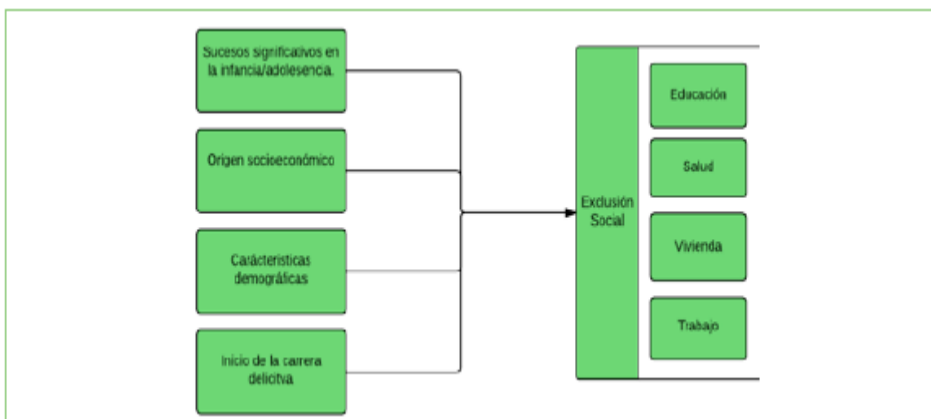 Sucesos significativos en
la infancia/adolesencia.
Origen socioeconómico
Carácteristicas
demográficas
Inicio de la carrera
delicitva
Exclusión
Social
Educación
Salud
Vivienda
Trabajo